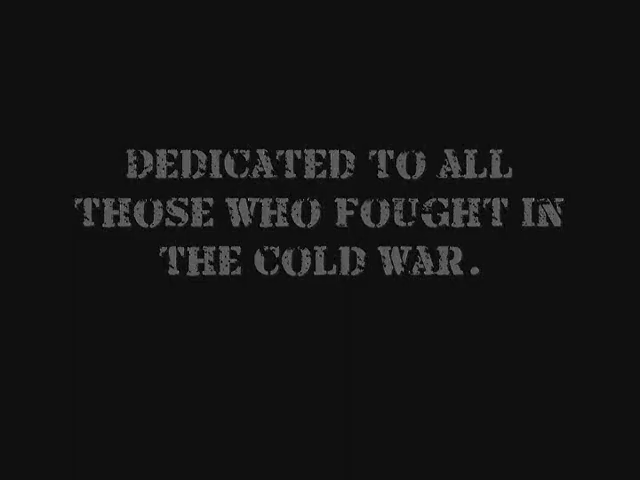 DEDICATED TO ALL
THOSE WHO FOUGHT IN
THE COLD WAR.